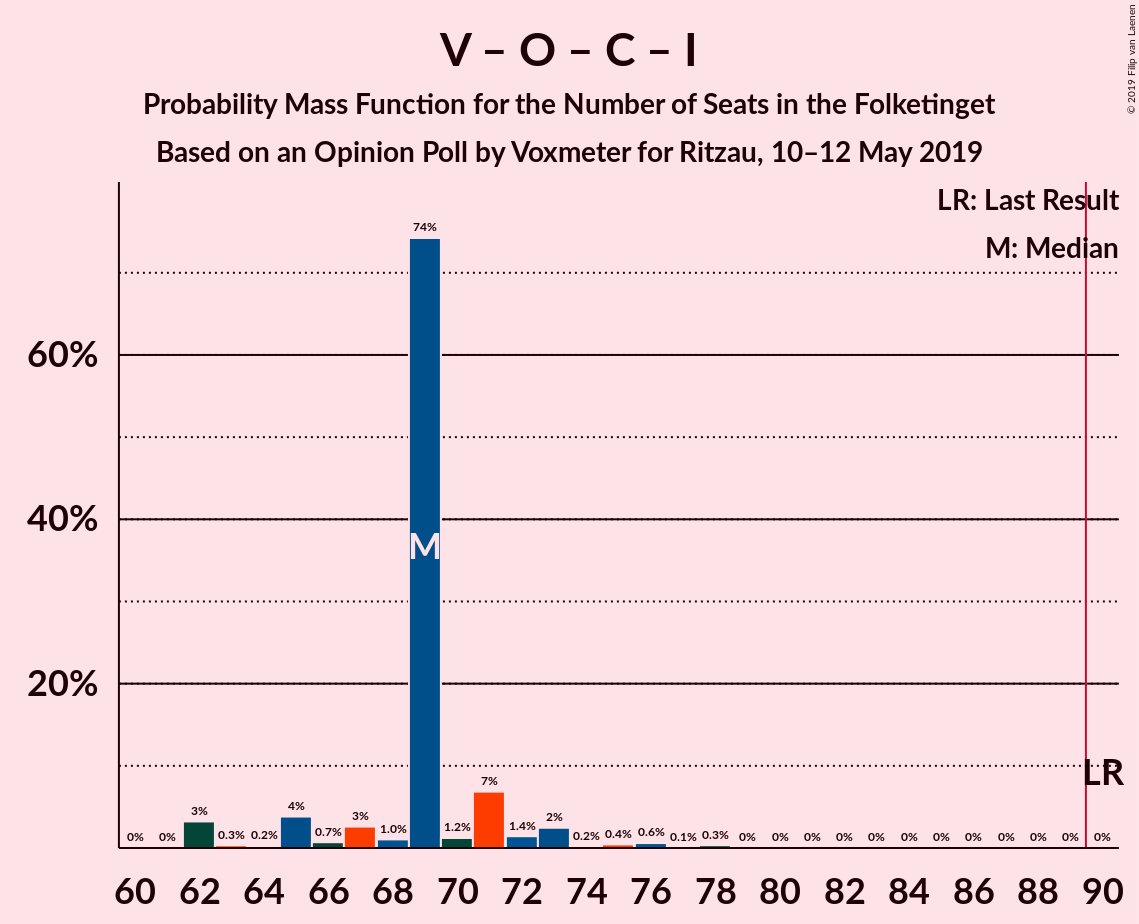 V – O – C – I
Probability Mass Function for the Number of Seats in the Folketinget
Based on an Opinion Poll by Voxmeter for Ritzau, 10–12 May 2019
© 2019 Filip van Laenen
LR: Last Result
M: Median
74%
60%
40%
M
20%
LR
0% 0% 3% 0.3% 0.2% 4% 0.7% 3% 1.0% 1.2% 7% 1.4% 2% 0.2% 0.4% 0.6% 0.1% 0.3% 0% 0% 0% 0% 0% 0% 0% 0% 0% 0% 0% 0%
60 62 64 66 68 70 72 74 76 78 80 82 84 86 88 90